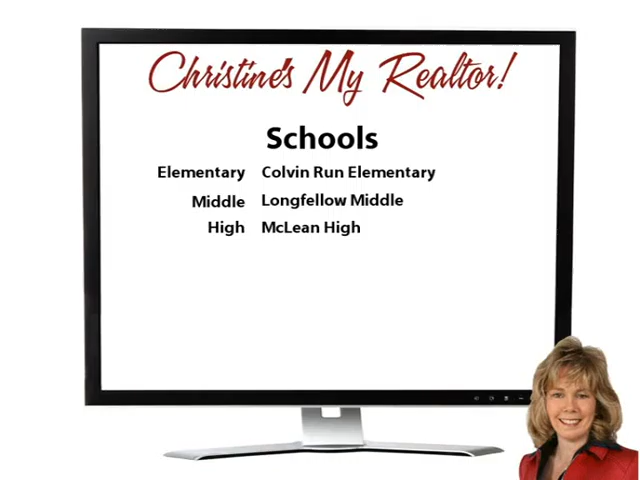 Christine's My Realtor!
Schools
Elementary Colvin Run Elementary
Middle Longfellow Middle
High McLean High